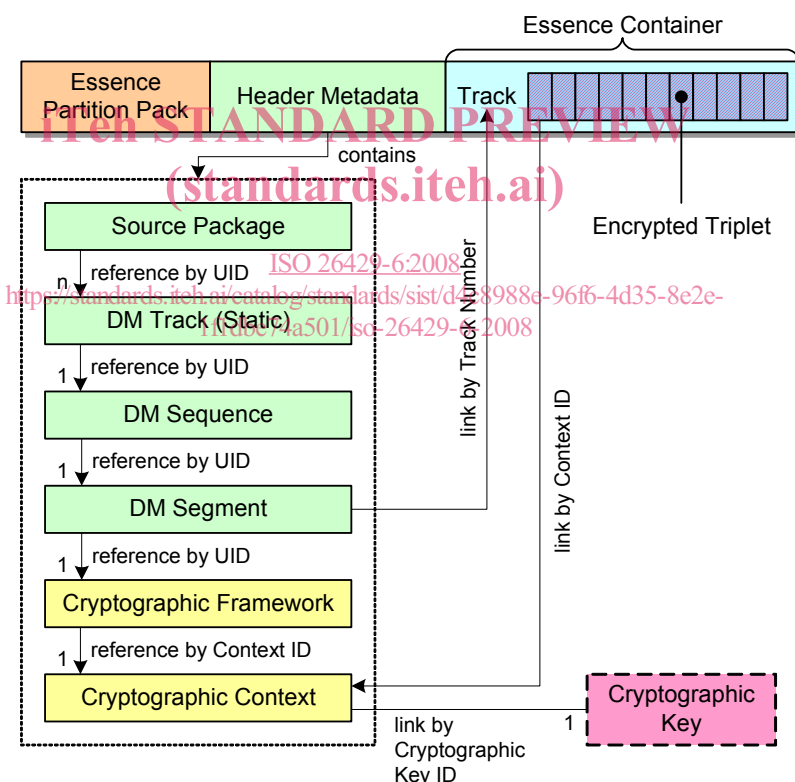 Essence Container
Essence
Partition Pack
Header Metadata
Track
iTeh STANDARD PREVIEW
(standards.iteh.ai)
contains
Encrypted Triplet
Source Package
reference by UID
n
ISO 26429-6:2008
https://standards.iteh.ai/catalog/standards/sist/d4e8988e-96f6-4d35-8e2e-
DM Track (Static)
1
reference by UID
DM Sequence
1
reference by UID
DM Segment
link by Track Number
link by Context ID
1
reference by UID
Cryptographic Framework
1
reference by Context ID
Cryptographic Context
link by
Cryptographic
Key ID
1
Cryptographic
Key